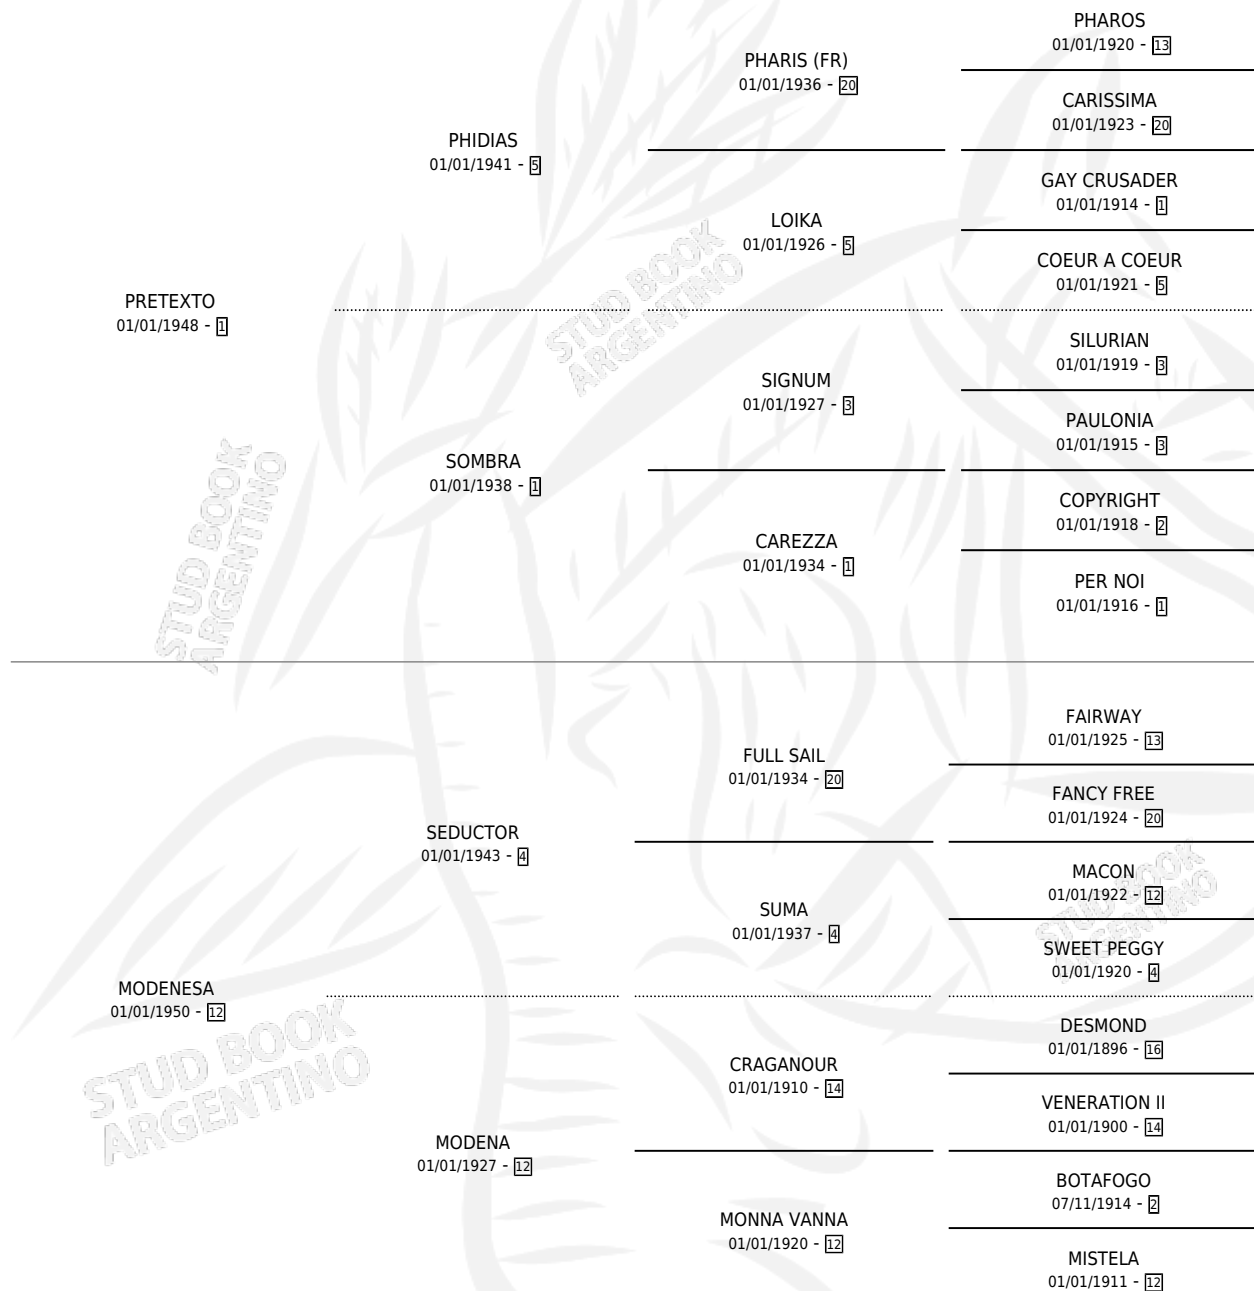 PHAROS
01/01/1920 - 13
PHARIS (FR)
01/01/1936 - 20
CARISSIMA
01/01/1923 - 20
PHIDIAS
01/01/1941 - 5
GAY CRUSADER
01/01/1914 - 1
LOIKA
01/01/1926 - 5
COEUR A COEUR
01/01/1921 - 5
PRETEXTO
01/01/1948 - 1
SILURIAN
01/01/1919 - 3
SIGNUM
01/01/1927 - 3
PAULONIA
01/01/1915 - 3
SOMBRA
01/01/1938 - 1
COPYRIGHT
01/01/1918 - 2
CAREZZA
01/01/1934 - 1
PER NOI
01/01/1916 - 1
FAIRWAY
01/01/1925 - 13
FULL SAIL
01/01/1934 - 20
FANCY FREE
01/01/1924 - 20
SEDUCTOR
01/01/1943 - 4
MACON
01/01/1922 - 12
SUMA
01/01/1937 - 4
SWEET PEGGY
01/01/1920 - 4
MODENESA
01/01/1950 - 12
DESMOND
01/01/1896 - 16
CRAGANOUR
01/01/1910 - 14
VENERATION II
01/01/1900 - 14
MODENA
01/01/1927 - 12
BOTAFOGO
07/11/1914 - 2
MONNA VANNA
01/01/1920 - 12
MISTELA
01/01/1911 - 12
STUD BOOK
ARGENTINO
STUD BOOK
ARGENTINO
STUD BOOK
ARGENTINO
STUD BOOK
ARGENTINO